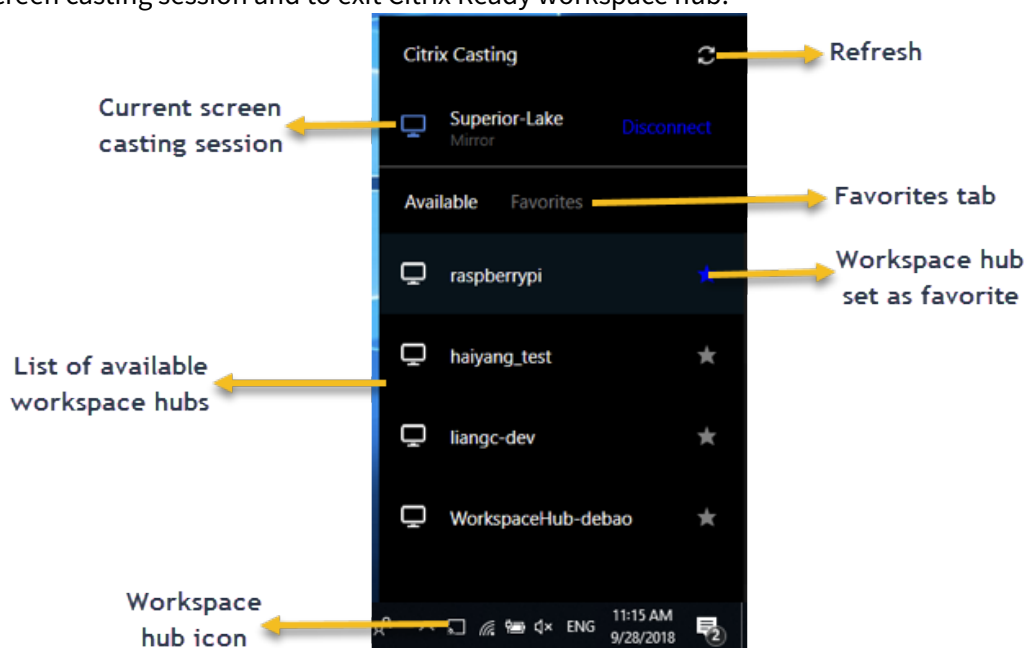 screen casting session and to exit Citrix Ready workspace hub.
Citrix Casting
Refresh
Current screen
casting session
Superior-Lake
Mirror
Disconnect
Available Favorites
Favorites tab
raspberrypi
Workspace hub
set as favorite
haiyang_test
List of available
workspace hubs
liangc-dev
WorkspaceHub-debao
Workspace
hub icon
ENG
11:15 AM
9/28/2018
2